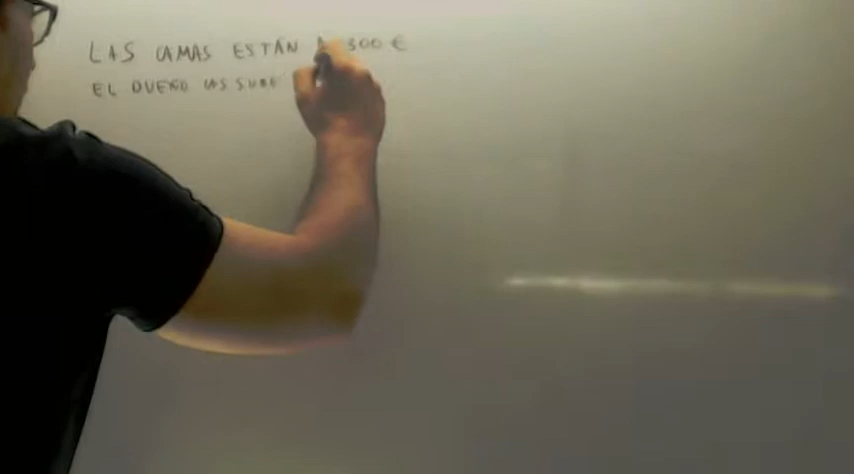 LAS CAMAS ESTÁN A 300 €
EL DUEÑO LAS SUBE